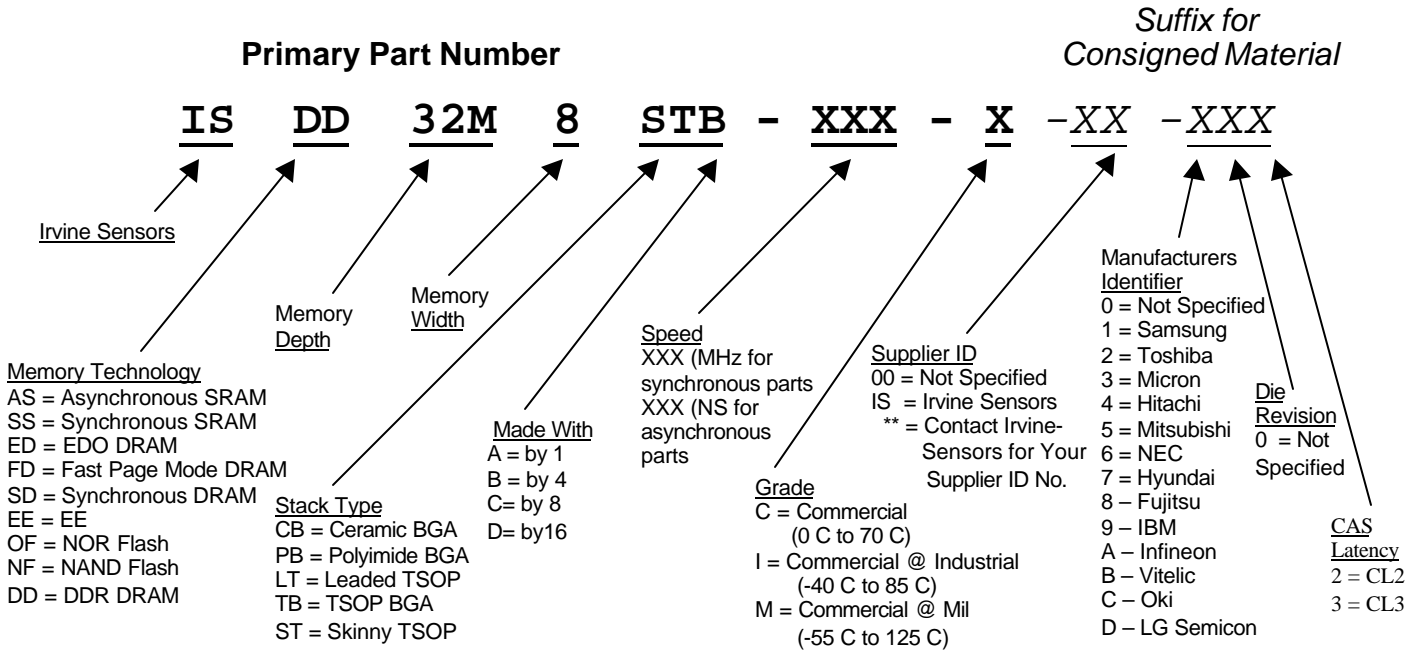 Primary Part Number
Suffix for
Consigned Material
IS DD 32M 8 STB - XXX - X -XX -XXX
Irvine Sensors
Memory Technology
AS = Asynchronous SRAM
SS = Synchronous SRAM
ED = EDO DRAM
FD = Fast Page Mode DRAM
SD = Synchronous DRAM
EE = EE
OF = NOR Flash
NF = NAND Flash
DD = DDR DRAM
Memory
Depth
Memory
Width
Stack Type
CB = Ceramic BGA
PB = Polyimide BGA
LT = Leaded TSOP
TB = TSOP BGA
ST = Skinny TSOP
Made With
A = by 1
B = by 4
C= by 8
D= by16
Speed
XXX (MHz for
synchronous parts
XXX (NS for
asynchronous
parts
Grade
C = Commercial
(0 C to 70 C)
I = Commercial @ Industrial
(-40 C to 85 C)
M = Commercial @ Mil
(-55 C to 125 C)
Supplier ID
00 = Not Specified
IS = Irvine Sensors
** = Contact Irvine-
Sensors for Your
Supplier ID No.
Manufacturers
Identifier
0 = Not Specified
1 = Samsung
2 = Toshiba
3 = Micron
4 = Hitachi
5 = Mitsubishi
6 = NEC
7 = Hyundai
8 – Fujitsu
9 – IBM
A – Infineon
B – Vitelic
C – Oki
D – LG Semicon
Die
Revision
0 = Not
Specified
CAS
Latency
2 = CL2
3 = CL3